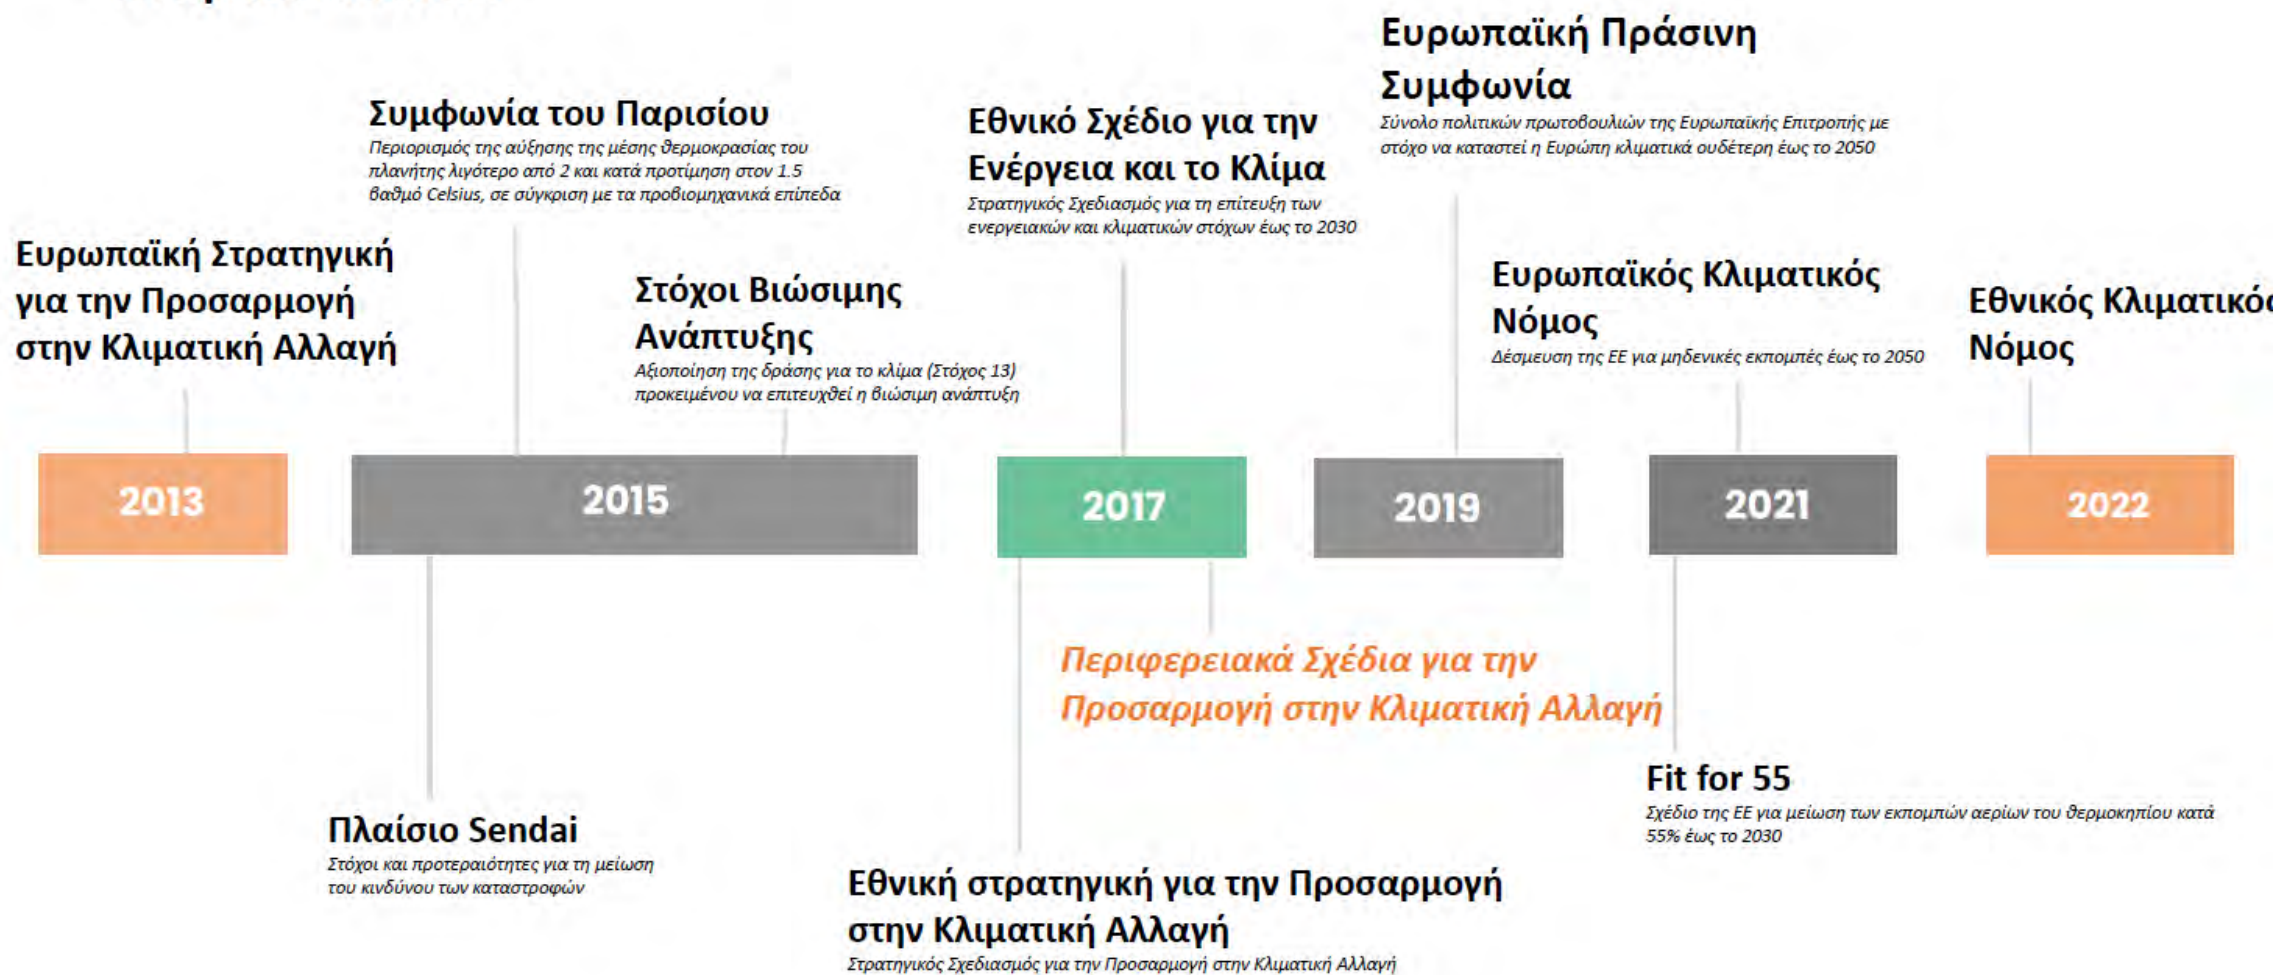 Ευρωπαϊκή Πράσινη
Συμφωνία
Σύνολο πολιτικών πρωτοβουλιών της Ευρωπαϊκής Επιτροπής με
στόχο να καταστεί η Ευρώπη κλιματικά ουδέτερη έως το 2050
Συμφωνία του Παρισίου
Περιορισμός της αύξησης της μέσης θερμοκρασίας του
πλανήτης λιγότερο από 2 και κατά προτίμηση στον 1.5
βαθμό Celsius, σε σύγκριση με τα προβιομηχανικά επίπεδα
Εθνικό Σχέδιο για την
Ενέργεια και το Κλίμα
Στρατηγικός Σχεδιασμός για τη επίτευξη των
ενεργειακών και κλιματικών στόχων έως το 2030
Ευρωπαϊκή Στρατηγική
για την Προσαρμογή
στην Κλιματική Αλλαγή
Στόχοι Βιώσιμης
Ανάπτυξης
Αξιοποίηση της δράσης για το κλίμα (Στόχος 13)
προκειμένου να επιτευχθεί η βιώσιμη ανάπτυξη
Ευρωπαϊκός Κλιματικός
Νόμος
Δέσμευση της ΕΕ για μηδενικές εκπομπές έως το 2050
Εθνικός Κλιματικός
Νόμος
2013
2015
2017
2019
2021
2022
Περιφερειακά Σχέδια για την
Προσαρμογή στην Κλιματική Αλλαγή
Fit for 55
Σχέδιο της ΕΕ για μείωση των εκπομπών αερίων του θερμοκηπίου κατά
55% έως το 2030
Πλαίσιο Sendai
Στόχοι και προτεραιότητες για τη μείωση
του κινδύνου των καταστροφών
Εθνική στρατηγική για την Προσαρμογή
στην Κλιματική Αλλαγή
Στρατηγικός Σχεδιασμός για την Προσαρμογή στην Κλιματική Αλλαγή